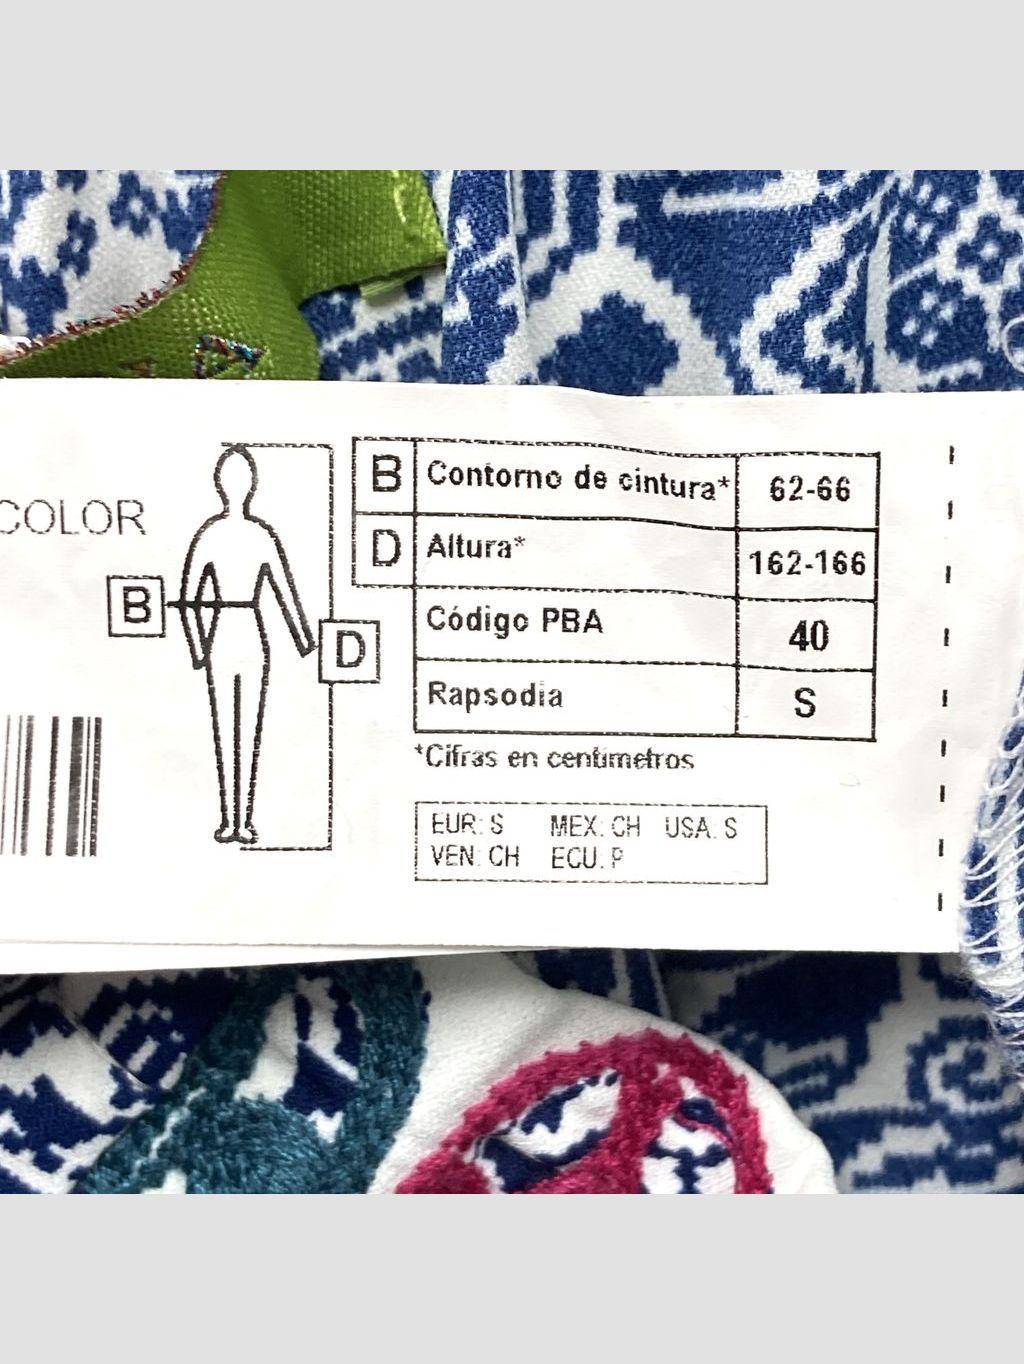 COLOR
B
D
B Contorno de cintura* 62-66
D Altura* 162-166
Código PBA 40
Rapsodia S
*Cifras en centímetros
EUR: S MEX: CH USA: S
VEN: CH ECU: P